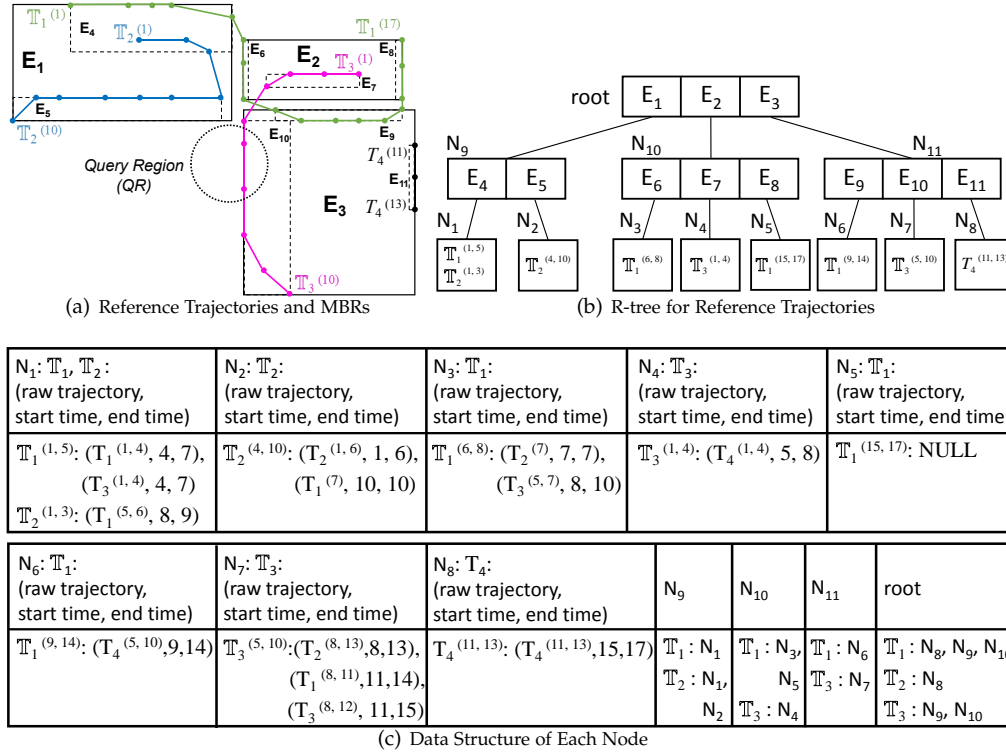 𝕋₁⁽¹⁾
E₄
𝕋₂⁽¹⁾
E₁
E₅
𝕋₂⁽¹⁰⁾
𝕋₁⁽¹⁷⁾
E₆
E₈
E₂
𝕋₃⁽¹⁾
E₇
E₁₀
E₉
Query Region
(QR)
T₄⁽¹¹⁾
E₁₁
T₄⁽¹³⁾
E₃
𝕋₃⁽¹⁰⁾
(a) Reference Trajectories and MBRs
root E₁ E₂ E₃
N₉ N₁₀ N₁₁
E₄ E₅ E₆ E₇ E₈ E₉ E₁₀ E₁₁
N₁ N₂ N₃ N₄ N₅ N₆ N₇ N₈
𝕋₁⁽¹, ⁵⁾
𝕋₂⁽¹, ³⁾
𝕋₂⁽⁴, ¹⁰⁾
𝕋₁⁽⁶, ⁸⁾
𝕋₃⁽¹, ⁴⁾
𝕋₁⁽¹⁵, ¹⁷⁾
𝕋₁⁽⁹, ¹⁴⁾
𝕋₃⁽⁵, ¹⁰⁾
T₄⁽¹¹, ¹³⁾
(b) R-tree for Reference Trajectories
N₁: 𝕋₁, 𝕋₂:
(raw trajectory,
start time, end time)
N₂: 𝕋₂:
(raw trajectory,
start time, end time)
N₃: 𝕋₁:
(raw trajectory,
start time, end time)
N₄: 𝕋₃:
(raw trajectory,
start time, end time)
N₅: 𝕋₁:
(raw trajectory,
start time, end time)
𝕋₁⁽¹, ⁵⁾: (T₁⁽¹, ⁴⁾, 4, 7),
(T₃⁽¹, ⁴⁾, 4, 7)
𝕋₂⁽¹, ³⁾: (T₁⁽⁵, ⁶⁾, 8, 9)
𝕋₂⁽⁴, ¹⁰⁾: (T₂⁽¹, ⁶⁾, 1, 6),
(T₁⁽⁷⁾, 10, 10)
𝕋₁⁽⁶, ⁸⁾: (T₂⁽⁷⁾, 7, 7),
(T₃⁽⁵, ⁷⁾, 8, 10)
𝕋₃⁽¹, ⁴⁾: (T₄⁽¹, ⁴⁾, 5, 8)
𝕋₁⁽¹⁵, ¹⁷⁾: NULL
N₆: 𝕋₁:
(raw trajectory,
start time, end time)
N₇: 𝕋₃:
(raw trajectory,
start time, end time)
N₈: T₄:
(raw trajectory,
start time, end time)
N₉
N₁₀
N₁₁
root
𝕋₁⁽⁹, ¹⁴⁾: (T₄⁽⁵, ¹⁰⁾,9,14)
𝕋₃⁽⁵, ¹⁰⁾:(T₂⁽⁸, ¹³⁾,8,13),
(T₁⁽⁸, ¹¹⁾,11,14),
(T₃⁽⁸, ¹²⁾, 11,15)
T₄⁽¹¹, ¹³⁾: (T₄⁽¹¹, ¹³⁾,15,17)
𝕋₁ : N₁
𝕋₂ : N₁,
N₂
𝕋₁ : N₃,
N₅
𝕋₃ : N₄
𝕋₁ : N₆
𝕋₃ : N₇
𝕋₁ : N₈, N₉, N₁₀
𝕋₂ : N₈
𝕋₃ : N₉, N₁₀
(c) Data Structure of Each Node